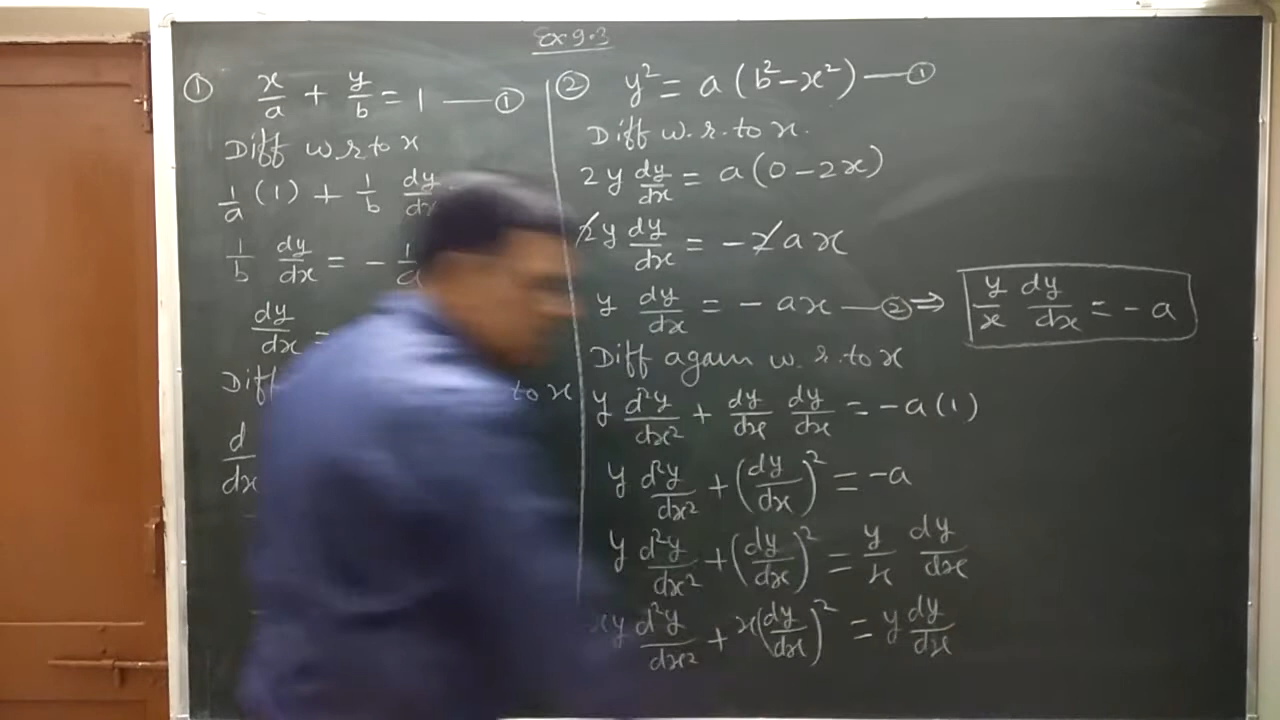 Ex 9.3
① x/a + y/b = 1 — ①
Diff w.r to x
1/a (1) + 1/b dy/dx
1/b dy/dx = - 1/a
dy/dx =
Diff to x
d/dx
② y² = a(b²-x²) — ①
Diff w.r.to x.
2y dy/dx = a(0-2x)
2y dy/dx = -2ax
y dy/dx = -ax — ② ⇒ y/x dy/dx = -a
Diff again w.r.to x
y d²y/dx² + dy/dx dy/dx = -a(1)
y d²y/dx² + (dy/dx)² = -a
y d²y/dx² + (dy/dx)² = y/x dy/dx
xy d²y/dx² + x(dy/dx)² = y dy/dx